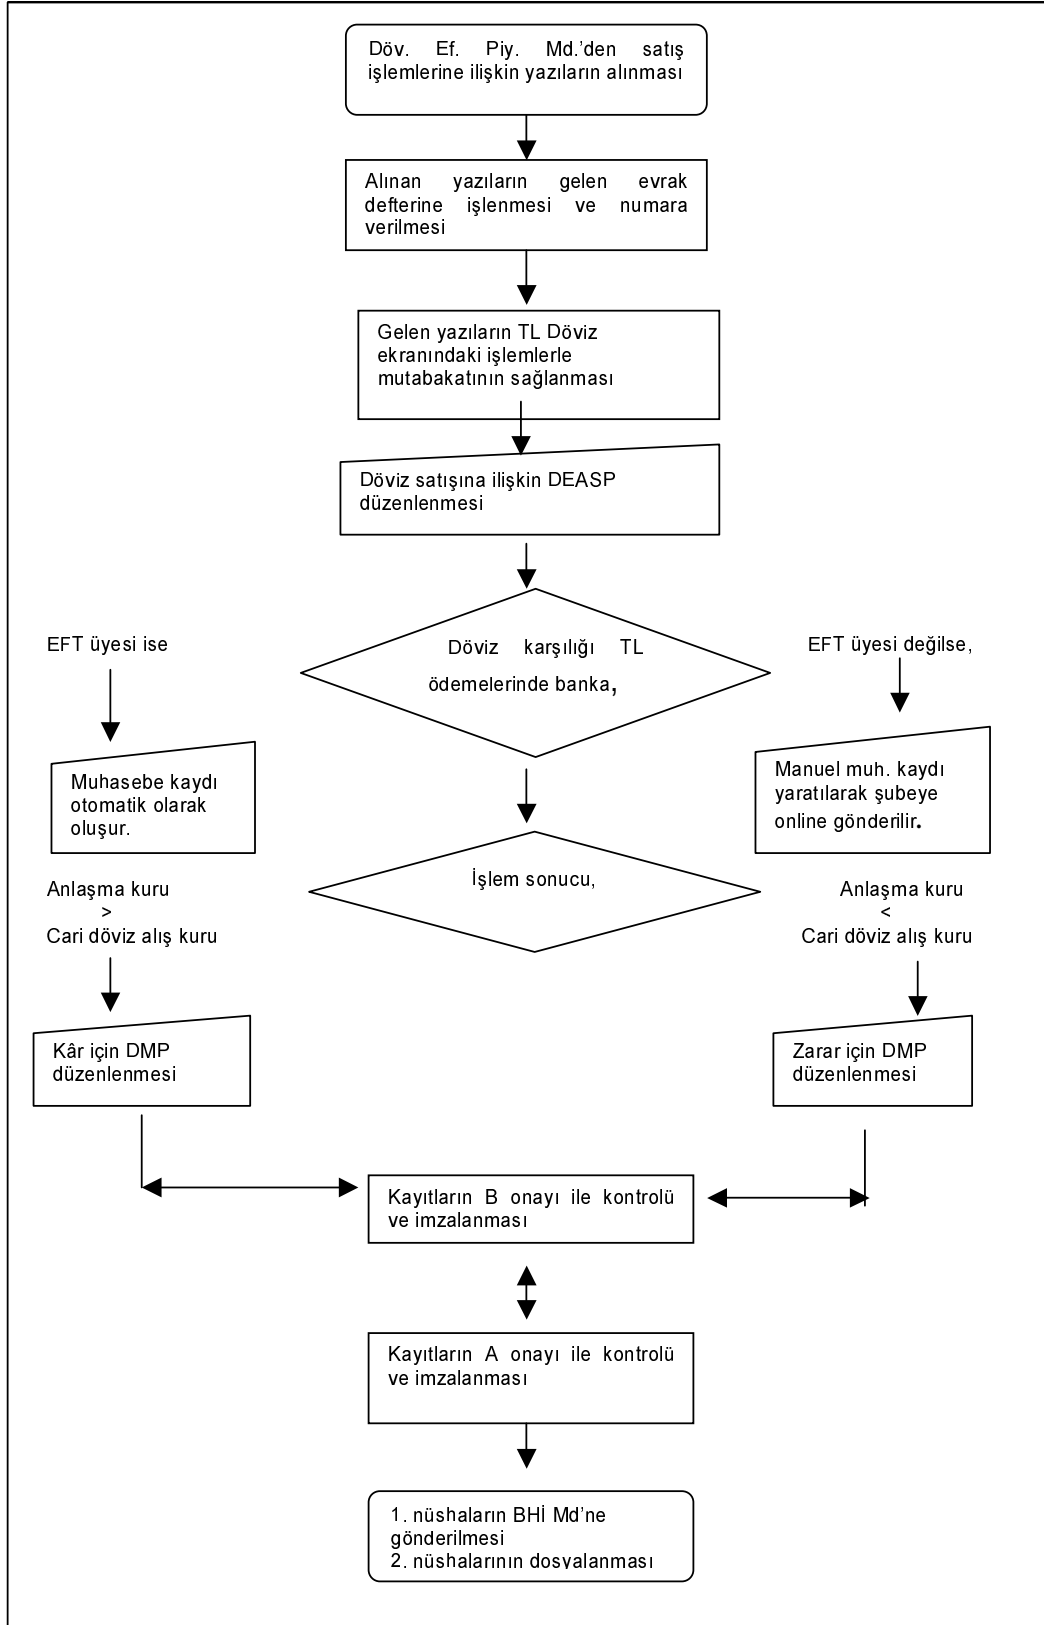 Döv. Ef. Piy. Md.’den satış
işlemlerine ilişkin yazıların alınması
Alınan yazıların gelen evrak
defterine işlenmesi ve numara
verilmesi
Gelen yazıların TL Döviz
ekranındaki işlemlerle
mutabakatının sağlanması
Döviz satışına ilişkin DEASP
düzenlenmesi
EFT üyesi ise
Döviz karşılığı TL
ödemelerinde banka,
EFT üyesi değilse,
Muhasebe kaydı
otomatik olarak
oluşur.
Manuel muh. kaydı
yaratılarak şubeye
online gönderilir.
İşlem sonucu,
Anlaşma kuru
>
Cari döviz alış kuru
Anlaşma kuru
<
Cari döviz alış kuru
Kâr için DMP
düzenlenmesi
Zarar için DMP
düzenlenmesi
Kayıtların B onayı ile kontrolü
ve imzalanması
Kayıtların A onayı ile kontrolü
ve imzalanması
1. nüshaların BHİ Md’ne
gönderilmesi
2. nüshalarının dosyalanması